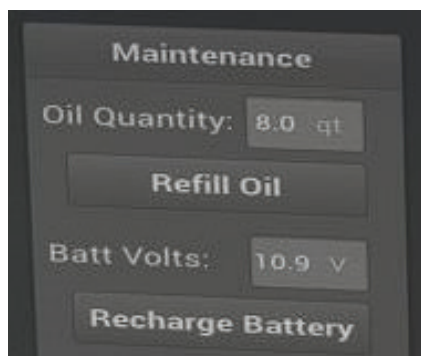 Maintenance
Oil Quantity: 8.0 qt
Refill Oil
Batt Volts: 10.9 V
Recharge Battery